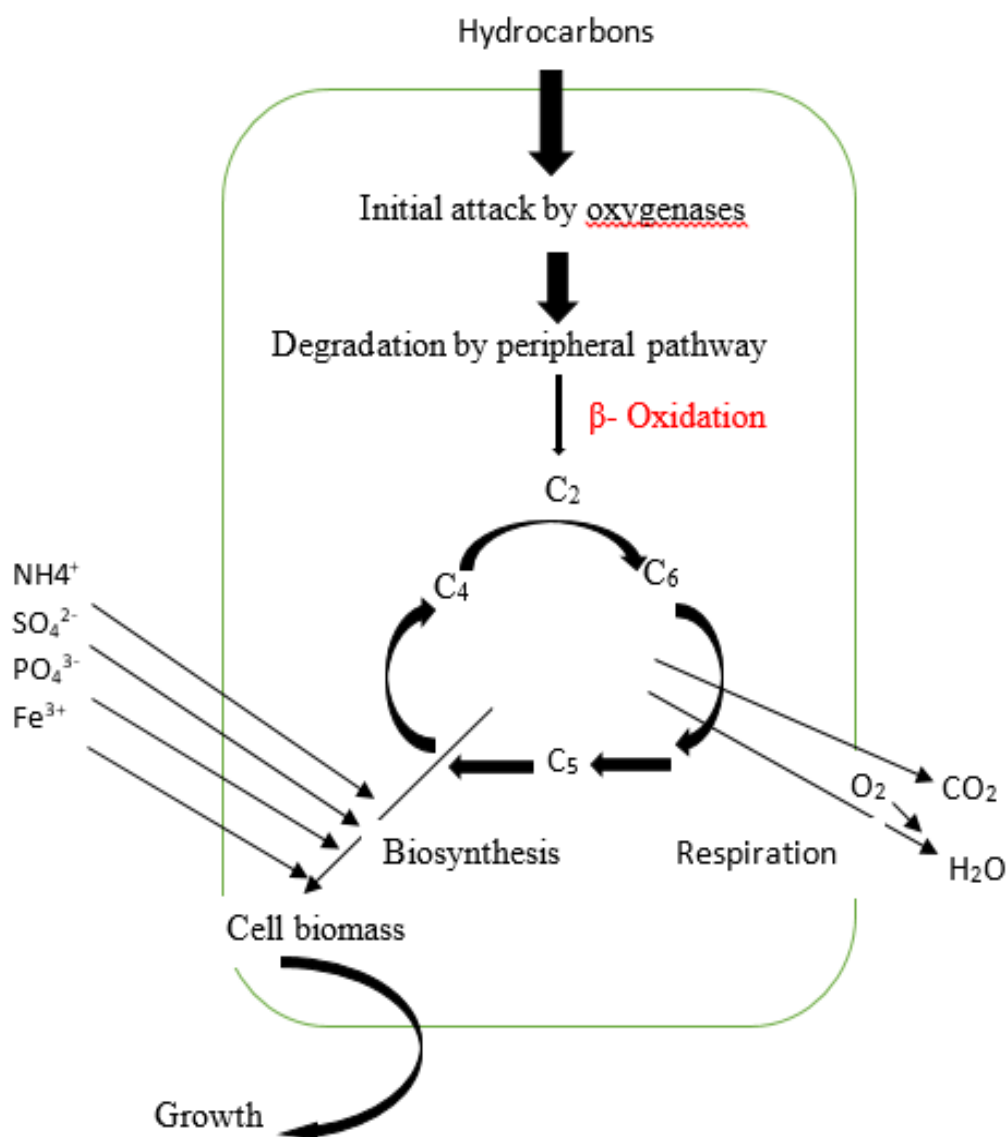 Hydrocarbons
Initial attack by oxygenases
Degradation by peripheral pathway
β- Oxidation
C₂
C₄
C₆
NH4⁺
SO₄²⁻
PO₄³⁻
Fe³⁺
C₅
O₂
CO₂
Biosynthesis
Respiration
H₂O
Cell biomass
Growth